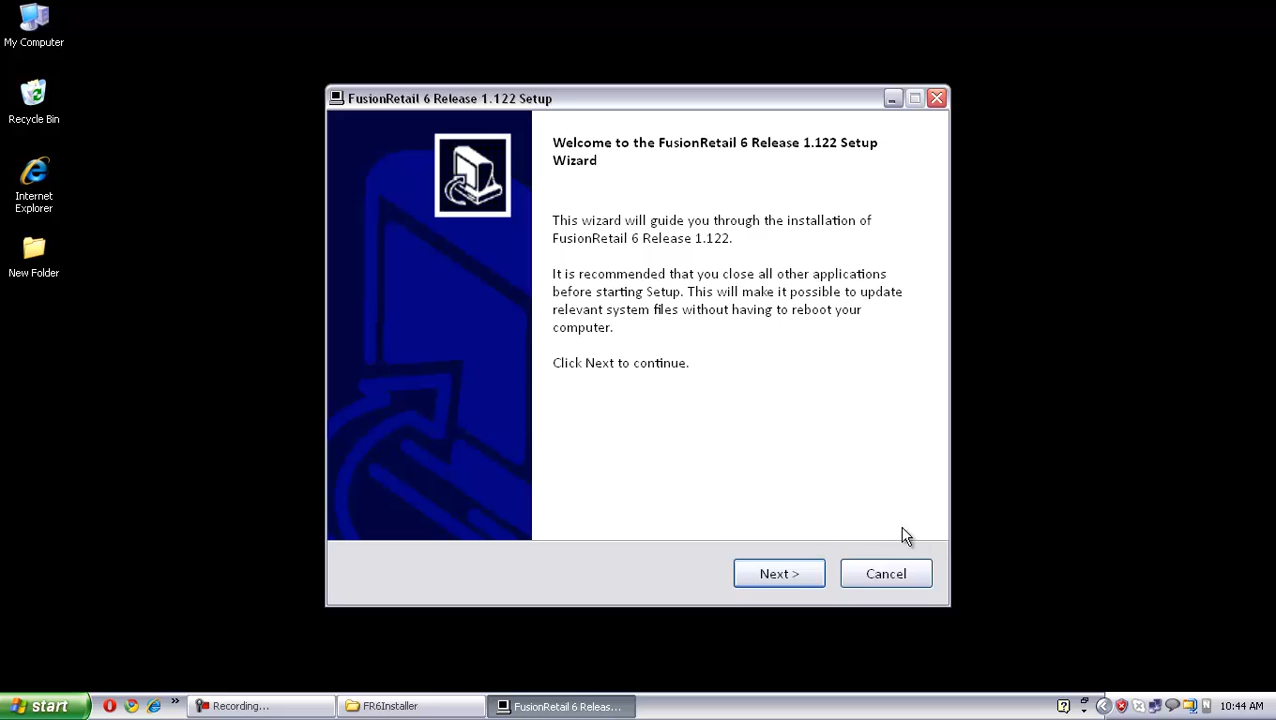 My Computer
Recycle Bin
Internet
Explorer
New Folder
FusionRetail 6 Release 1.122 Setup
Welcome to the FusionRetail 6 Release 1.122 Setup
Wizard
This wizard will guide you through the installation of
FusionRetail 6 Release 1.122.
It is recommended that you close all other applications
before starting Setup. This will make it possible to update
relevant system files without having to reboot your
computer.
Click Next to continue.
Next >
Cancel
start
Recording...
FR6Installer
FusionRetail 6 Releas...
10:44 AM